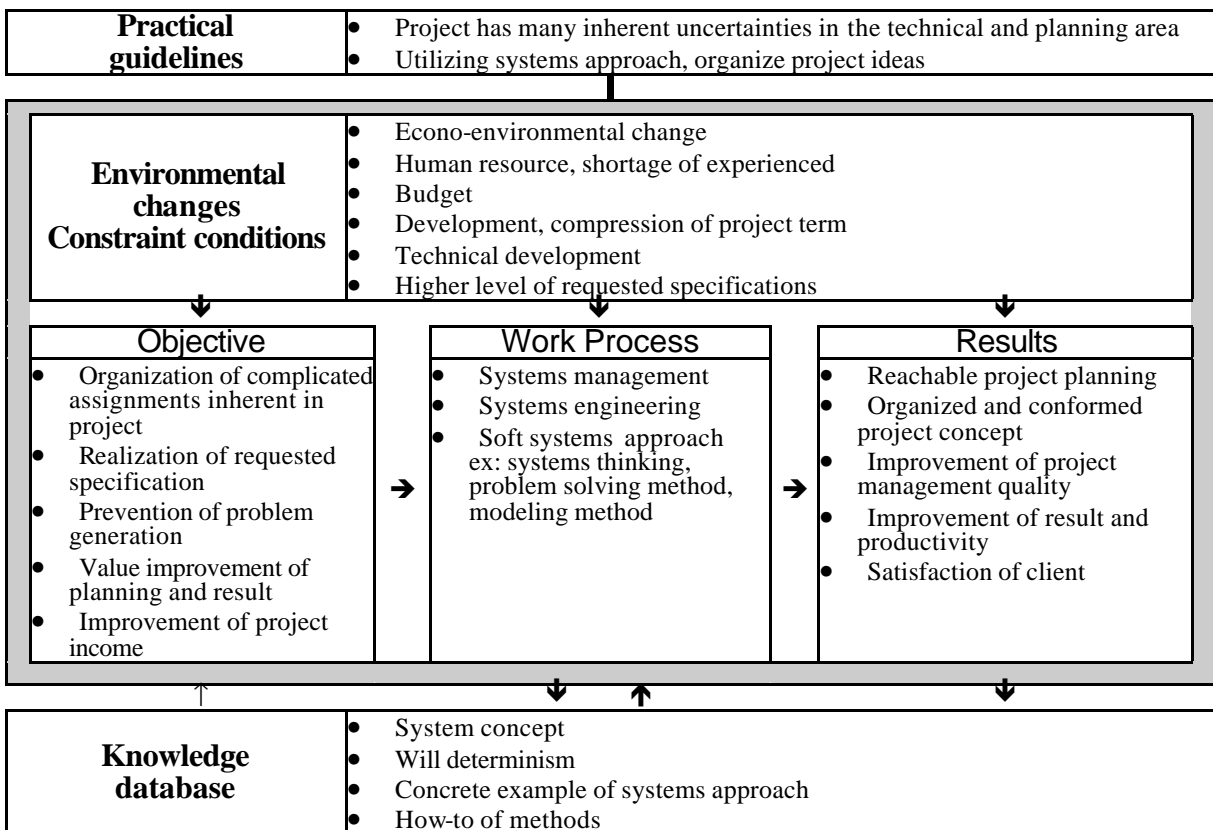 Practical
guidelines
● Project has many inherent uncertainties in the technical and planning area
● Utilizing systems approach, organize project ideas
Environmental
changes
Constraint conditions
● Econo-environmental change
● Human resource, shortage of experienced
● Budget
● Development, compression of project term
● Technical development
● Higher level of requested specifications
Objective
● Organization of complicated
assignments inherent in
project
● Realization of requested
specification
● Prevention of problem
generation
● Value improvement of
planning and result
● Improvement of project
income
Work Process
● Systems management
● Systems engineering
● Soft systems approach
ex: systems thinking,
problem solving method,
modeling method
Results
● Reachable project planning
● Organized and conformed
project concept
● Improvement of project
management quality
● Improvement of result and
productivity
● Satisfaction of client
Knowledge
database
● System concept
● Will determinism
● Concrete example of systems approach
● How-to of methods